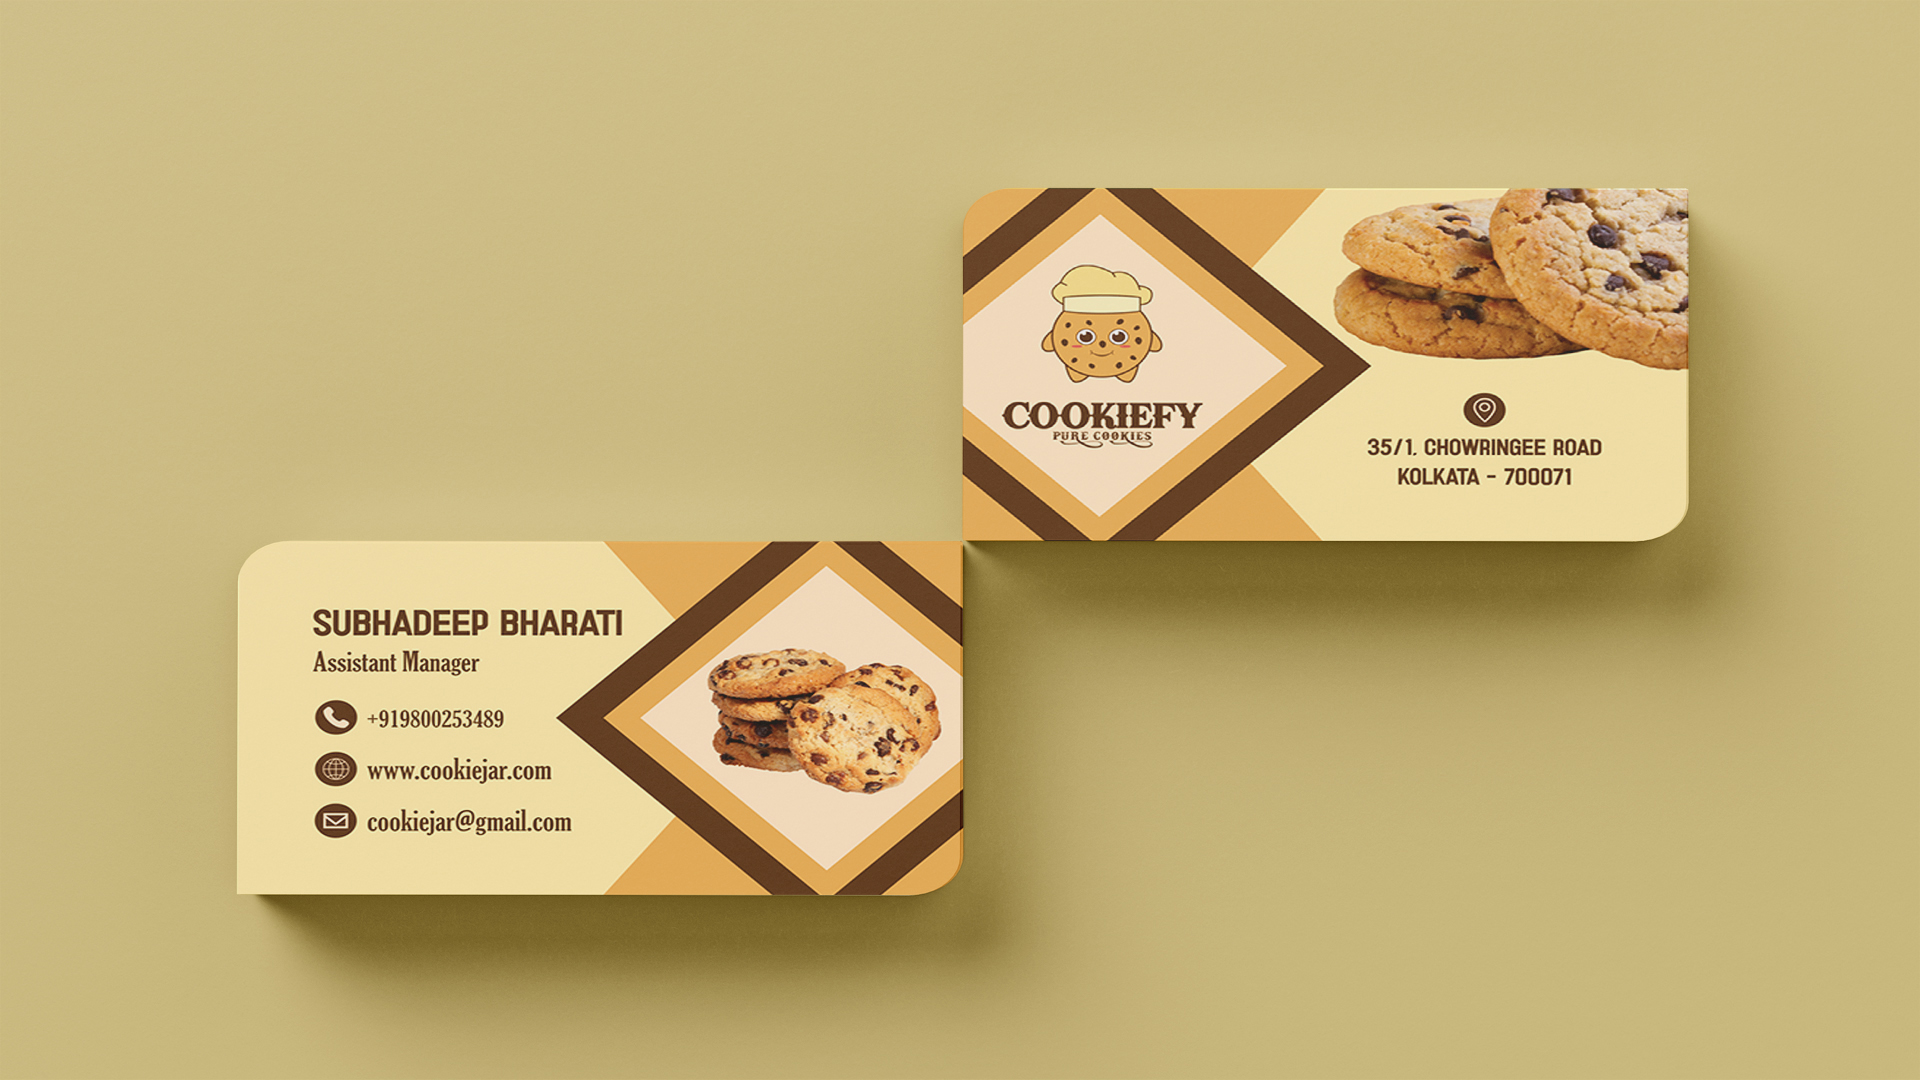 COOKIEFY
PURE COOKIES
35/1, CHOWRINGEE ROAD
KOLKATA - 700071
SUBHADEEP BHARATI
Assistant Manager
+919800253489
www.cookiejar.com
cookiejar@gmail.com